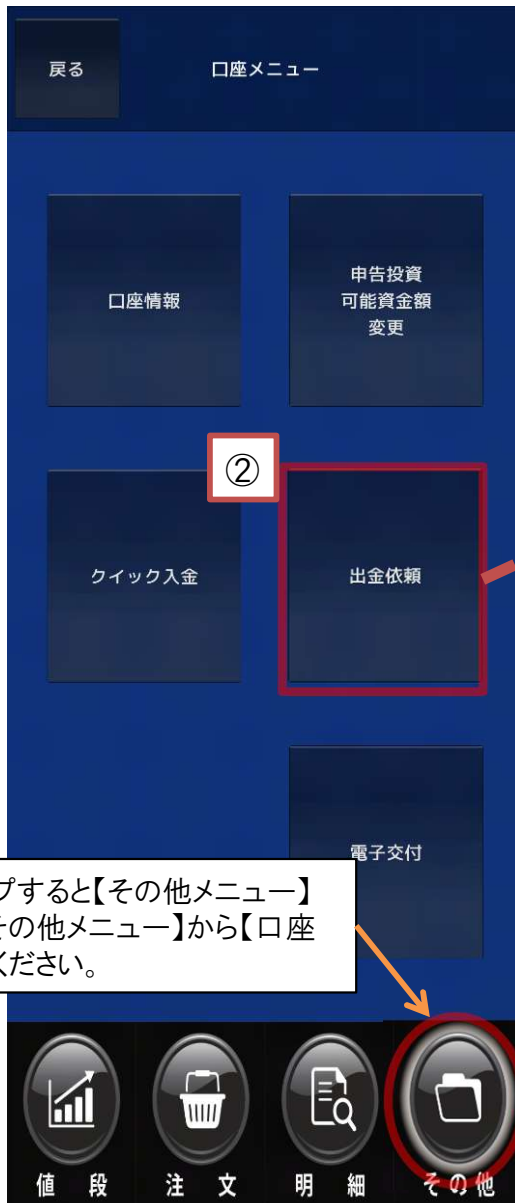 戻る
口座メニュー
口座情報
申告投資
可能資金額
変更
②
クイック入金
出金依頼
電子交付
プすると【その他メニュー】
その他メニュー】から【口座
ください。
値 段
注 文
明 細
その他